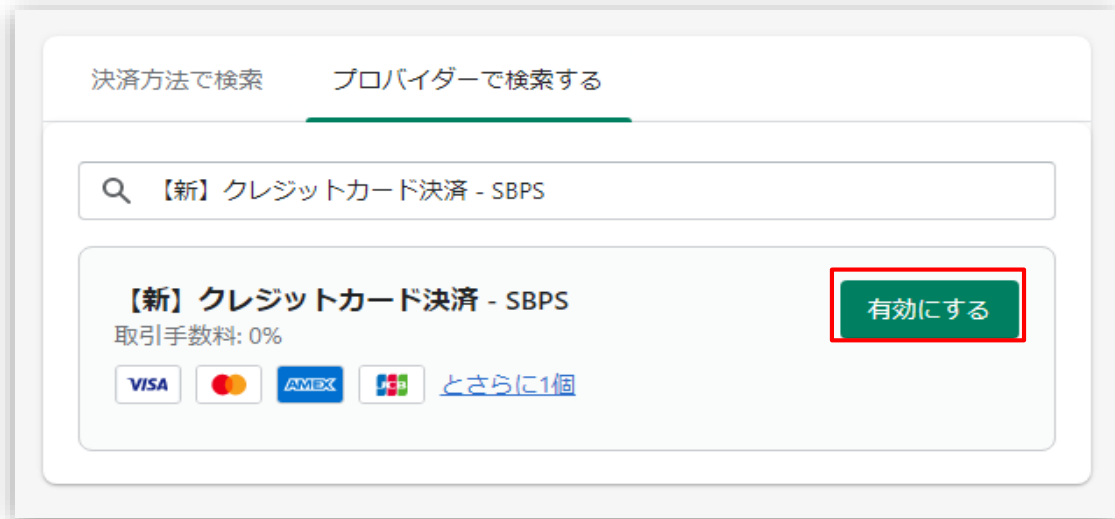 決済方法で検索 プロバイダーで検索する
【新】クレジットカード決済 - SBPS
【新】クレジットカード決済 - SBPS
有効にする
取引手数料: 0%
VISA AMEX JCB とさらに1個